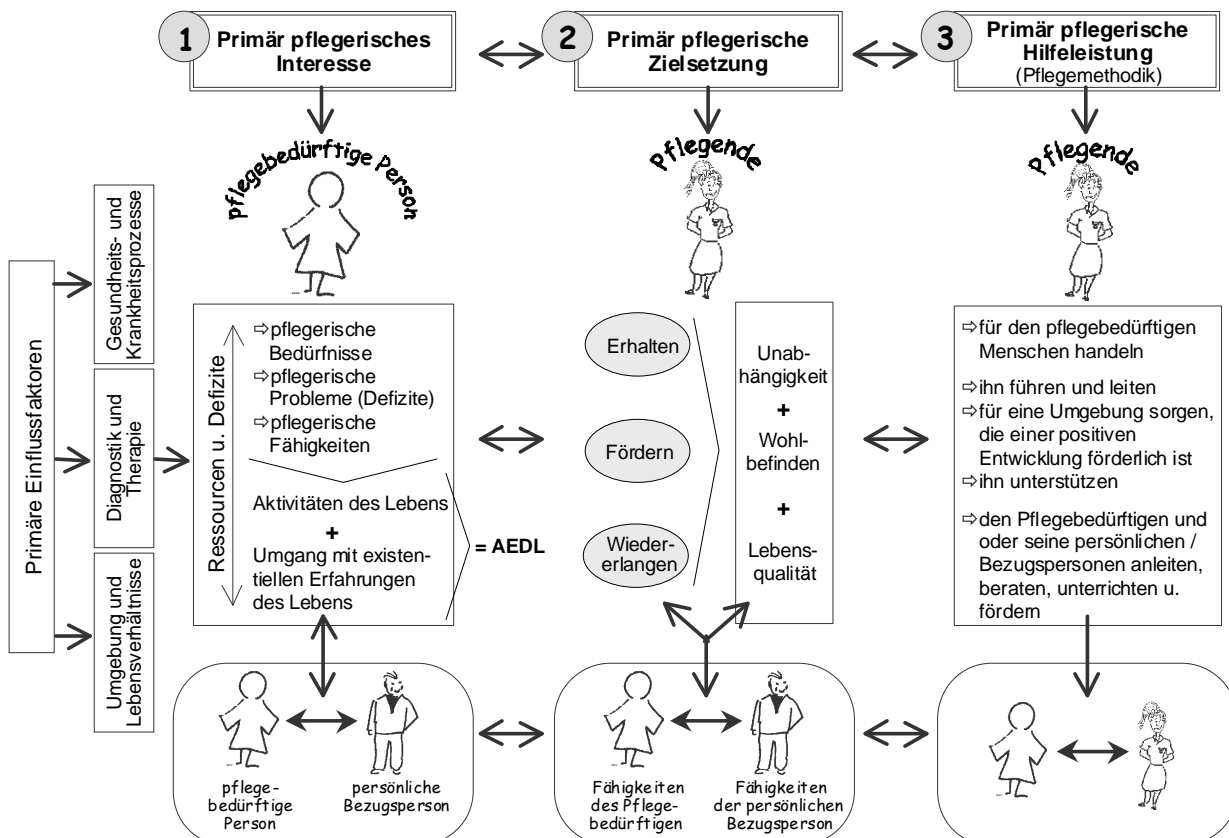 1
Primär pflegerisches
Interesse
2
Primär pflegerische
Zielsetzung
3
Primär pflegerische
Hilfeleistung
(Pflegemethodik)
pflegebedürftige Person
Pflegende
Pflegende
Primäre Einflussfaktoren
Gesundheits- und
Krankheitsprozesse
Diagnostik und
Therapie
Umgebung und
Lebensverhältnisse
Ressourcen u. Defizite
⇨pflegerische
Bedürfnisse
⇨pflegerische
Probleme (Defizite)
⇨pflegerische
Fähigkeiten
Aktivitäten des Lebens
+
Umgang mit existen-
tiellen Erfahrungen
des Lebens
= AEDL
Erhalten
Fördern
Wieder-
erlangen
Unab-
hängigkeit
+
Wohl-
befinden
+
Lebens-
qualität
⇨für den pflegebedürftigen
Menschen handeln
⇨ihn führen und leiten
⇨für eine Umgebung sorgen,
die einer positiven
Entwicklung förderlich ist
⇨ihn unterstützen
⇨den Pflegebedürftigen und
oder seine persönlichen /
Bezugspersonen anleiten,
beraten, unterrichten u.
fördern
pflege-
bedürftige
Person
persönliche
Bezugsperson
Fähigkeiten
des Pflege-
bedürftigen
Fähigkeiten
der persönlichen
Bezugsperson